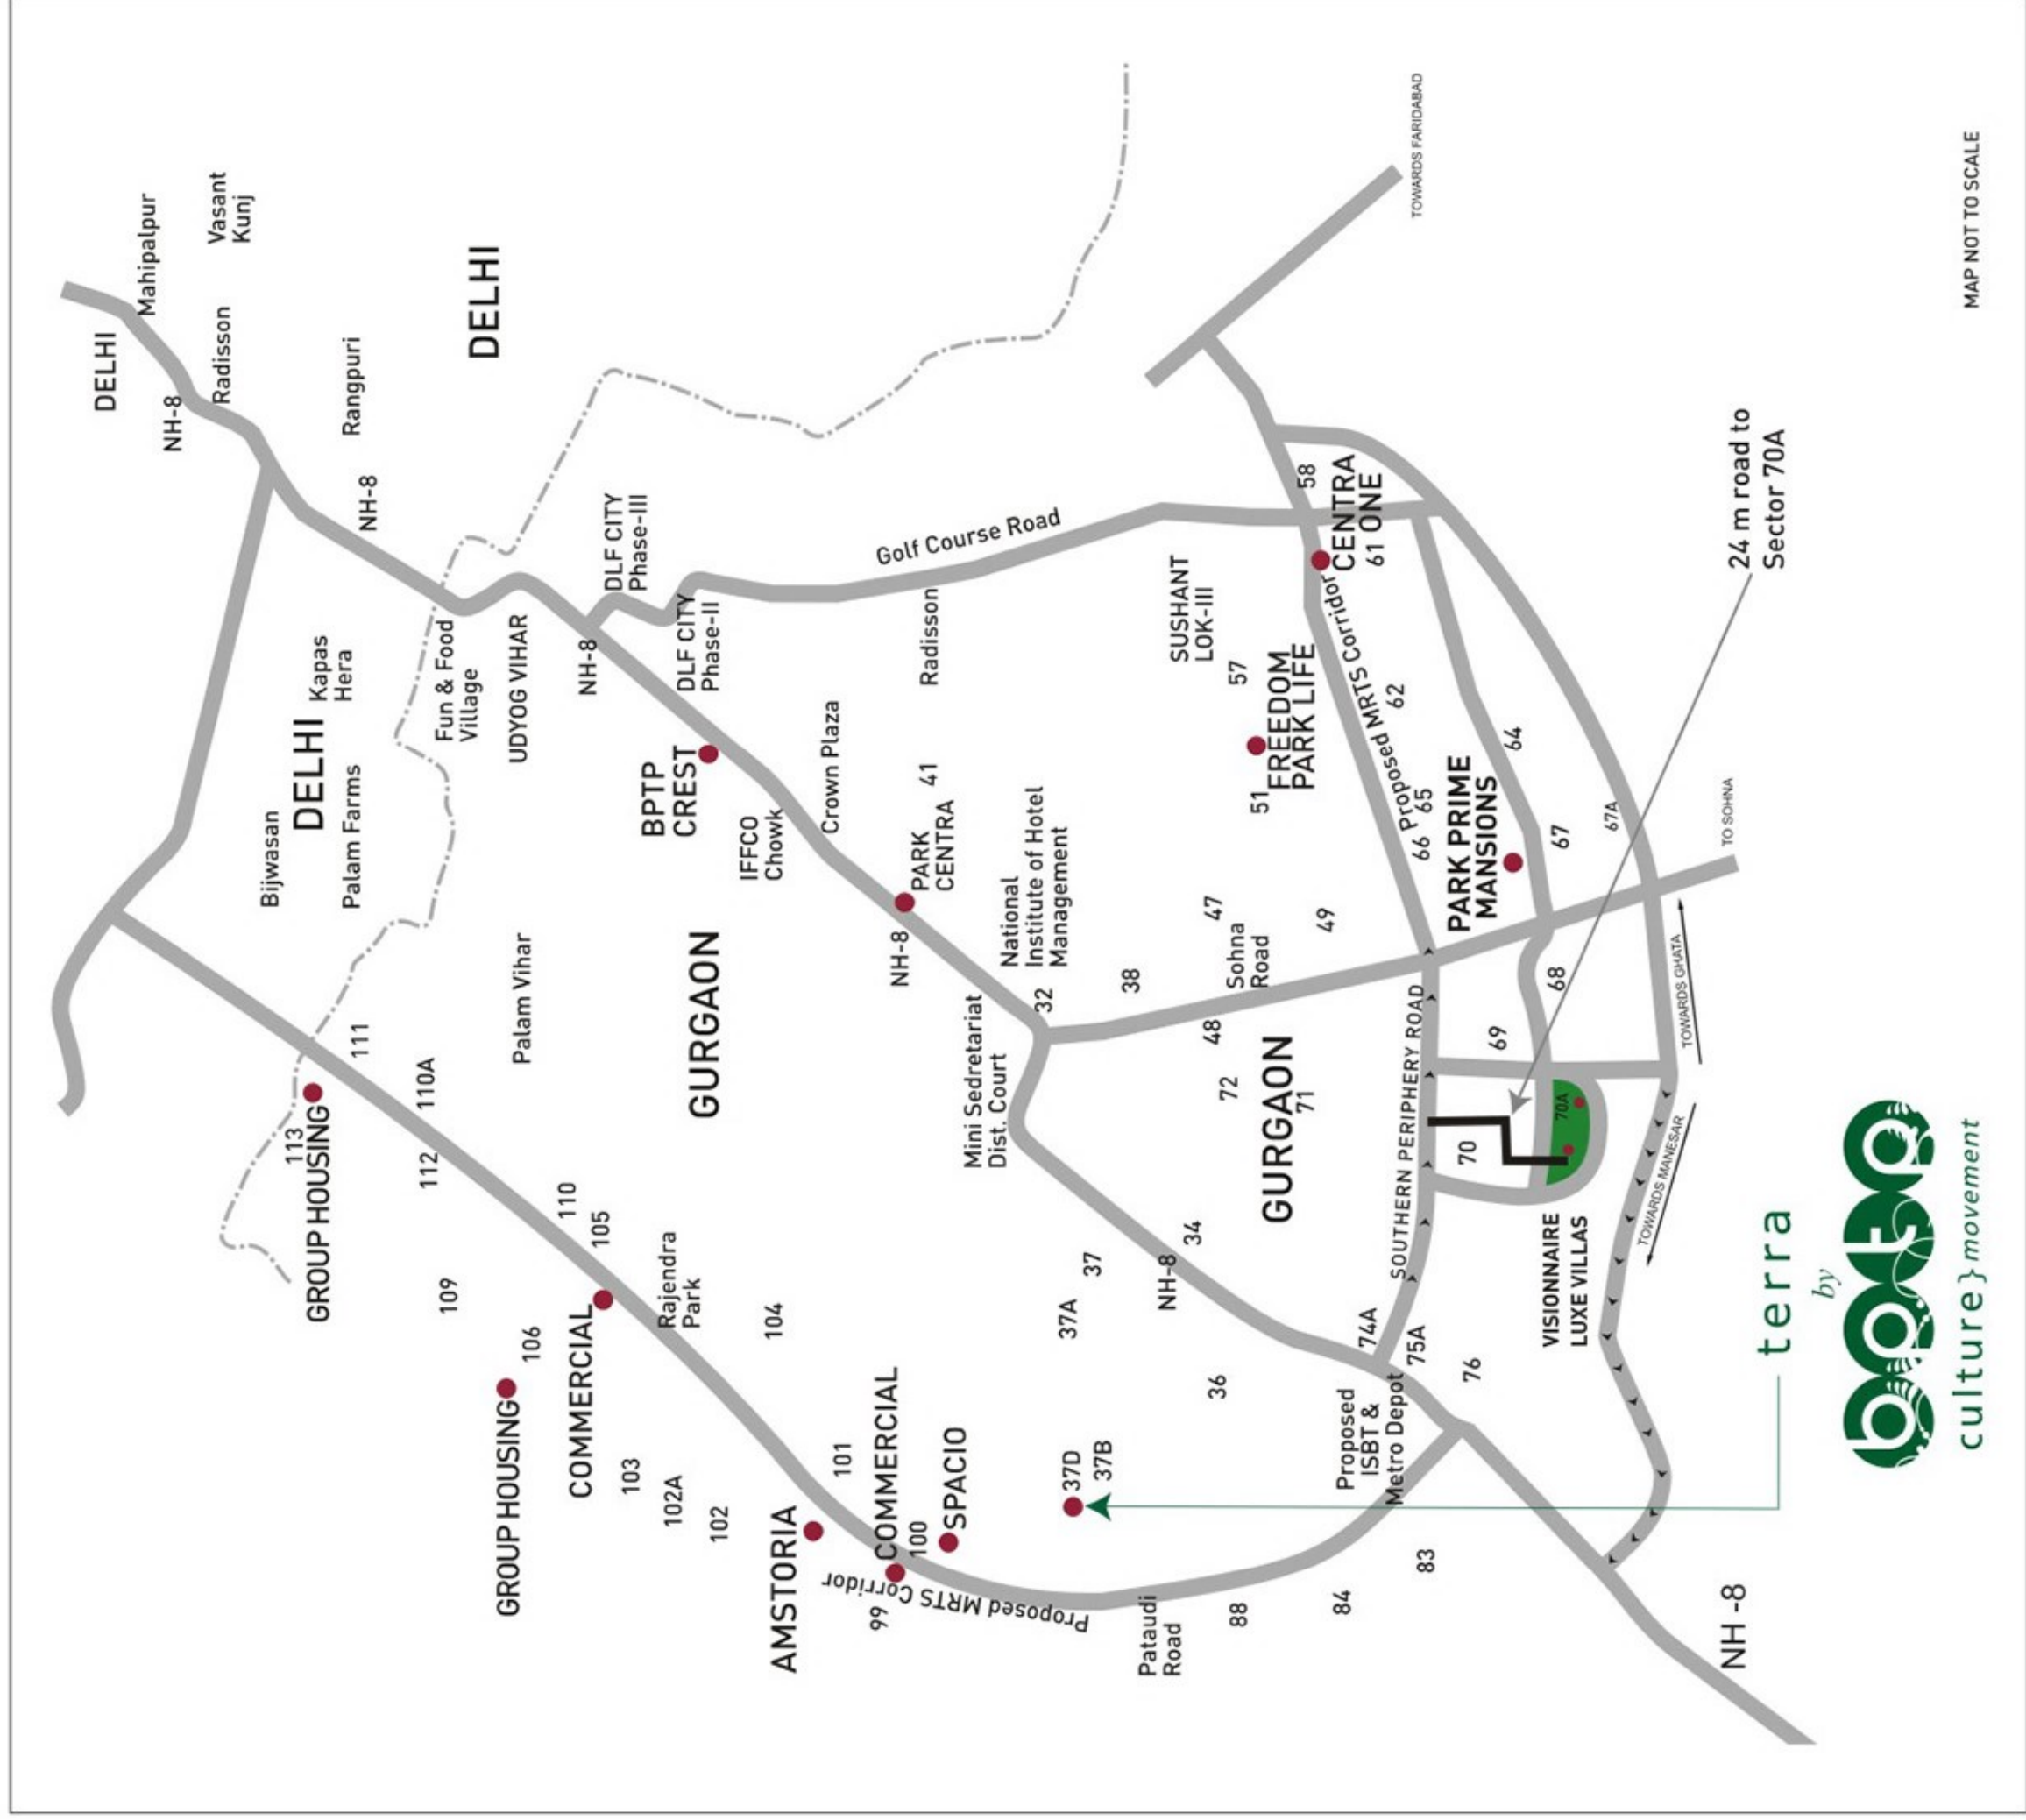 DELHI
Mahipalpur
Vasant
Kunj
NH-8
Radisson
Rangpuri
DELHI
NH-8
Bijwasan
DELHI
Kapas
Hera
Palam Farms
Fun & Food
Village
UDYOG VIHAR
Palam Vihar
NH-8
DLF CITY
Phase-III
DLF CITY
Phase-II
BPTP
CREST
IFFCO
Chowk
Crown Plaza
Golf Course Road
Radisson
41
PARK
CENTRA
NH-8
GURGAON
National
Institute of Hotel
Management
32
Mini Sedretariat
Dist. Court
38
113
GROUP HOUSING
111
110A
112
109
110
105
106
GROUP HOUSING
COMMERCIAL
103
102A
102
Rajendra
Park
104
101
AMSTORIA
COMMERCIAL
99
100
SPACIO
Proposed MRTS Corridor
37D
37B
37A
37
NH-8
34
36
Pataudi
Road
88
84
83
SUSHANT
LOK-III
57
51
FREEDOM
PARK LIFE
58
CENTRA
61 ONE
Proposed MRTS Corridor
62
65
66
64
PARK PRIME
MANSIONS
67
67A
47
Sohna
Road
49
48
72
GURGAON
71
SOUTHERN PERIPHERY ROAD
68
69
70
70A
74A
75A
76
Proposed
ISBT &
Metro Depot
VISIONNAIRE
LUXE VILLAS
TOWARDS MANESAR
TOWARDS GHATA
TO SOHNA
TOWARDS FARIDABAD
24 m road to
Sector 70A
NH -8
terra
by
bptp
culture}movement
MAP NOT TO SCALE